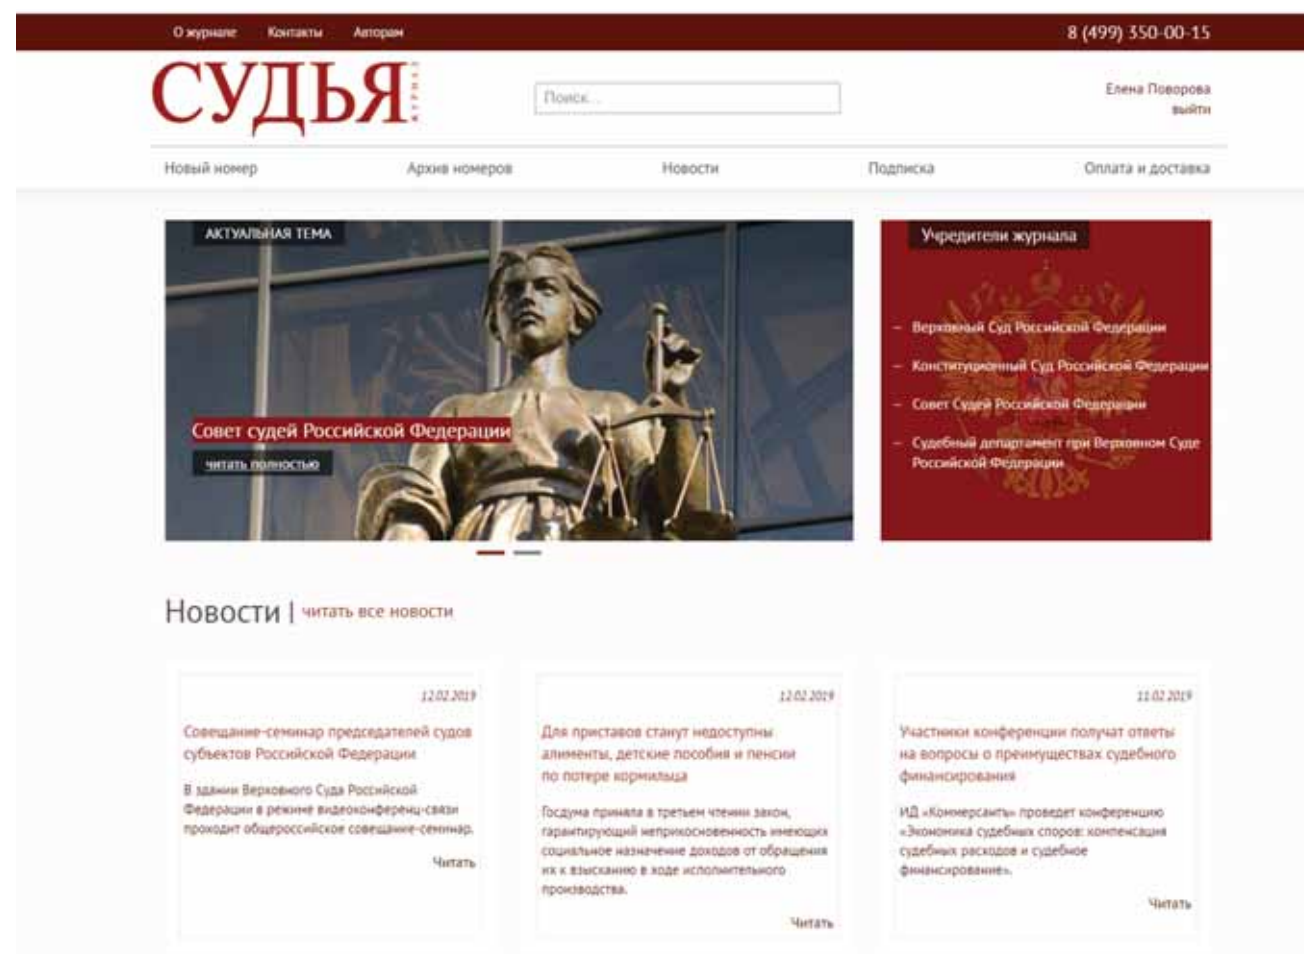 О журнале Контакты Авторам 8 (499) 350-00-15
СУДЬЯ ЖУРНАЛ
Поиск...
Елена Поворова
выйти
Новый номер Архив номеров Новости Подписка Оплата и доставка
АКТУАЛЬНАЯ ТЕМА
Совет судей Российской Федерации
читать полностью
Учредители журнала
– Верховный Суд Российской Федерации
– Конституционный Суд Российской Федерации
– Совет Судей Российской Федерации
– Судебный департамент при Верховном Суде
Российской Федерации
Новости | читать все новости
12.02.2019
Совещание-семинар председателей судов
субъектов Российской Федерации
В здании Верховного Суда Российской
Федерации в режиме видеоконференц-связи
проходит общероссийское совещание-семинар.
Читать
12.02.2019
Для приставов станут недоступны
алименты, детские пособия и пенсии
по потере кормильца
Госдума приняла в третьем чтении закон,
гарантирующий неприкосновенность имеющих
социальное назначение доходов от обращения
их к взысканию в ходе исполнительного
производства.
Читать
11.02.2019
Участники конференции получат ответы
на вопросы о преимуществах судебного
финансирования
ИД «Коммерсантъ» проведет конференцию
«Экономика судебных споров: компенсация
судебных расходов и судебное
финансирование».
Читать